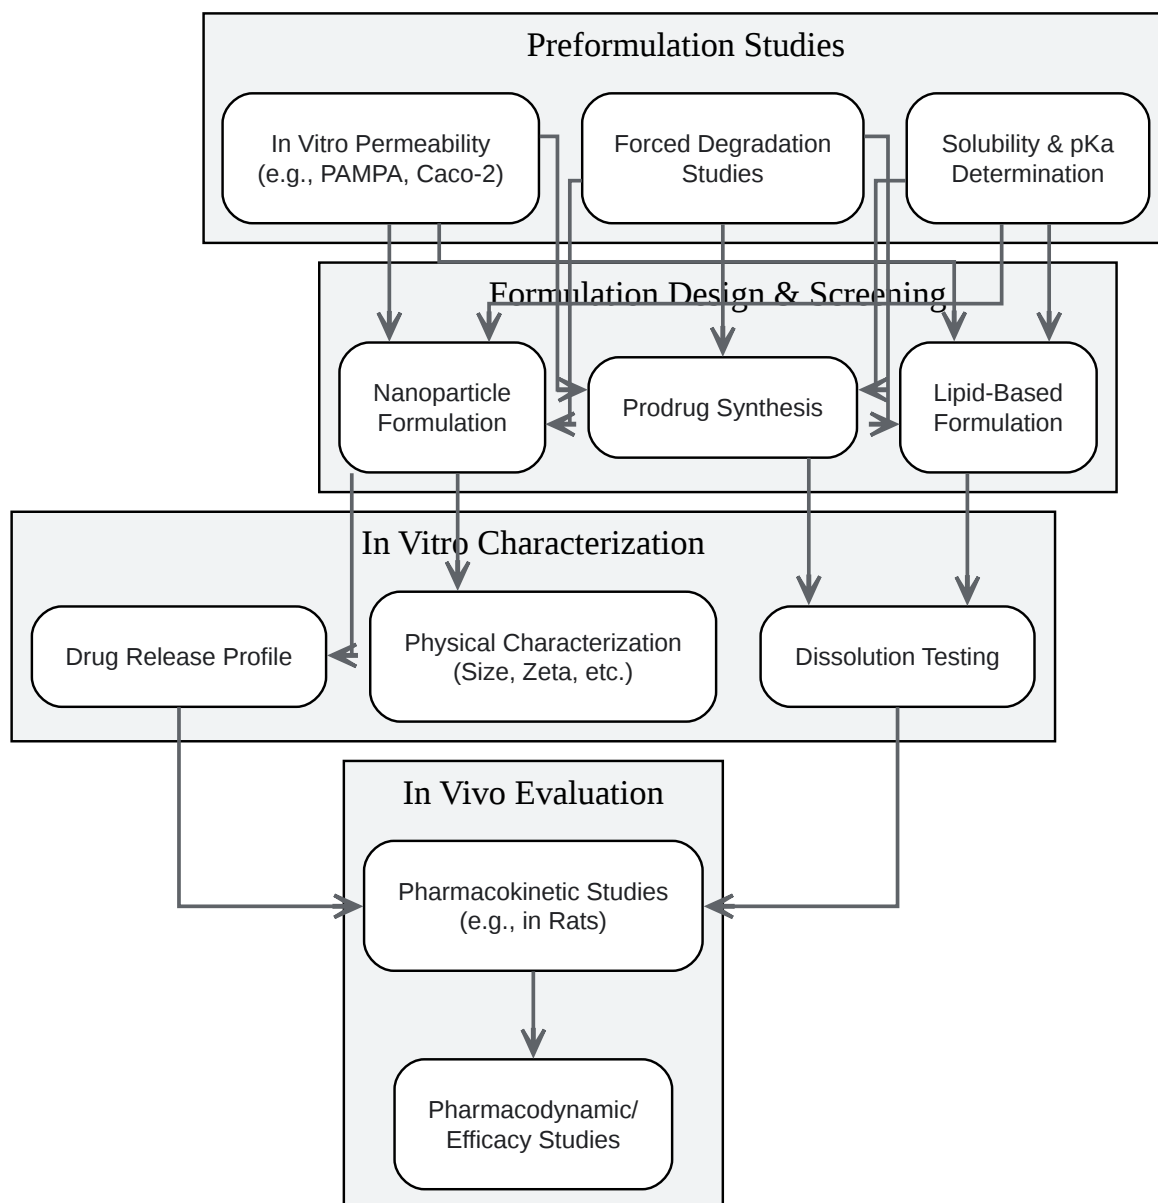 Preformulation Studies
In Vitro Permeability
(e.g., PAMPA, Caco-2)
Forced Degradation
Studies
Solubility & pKa
Determination
Formulation Design & Screening
Nanoparticle
Formulation
Prodrug Synthesis
Lipid-Based
Formulation
In Vitro Characterization
Drug Release Profile
Physical Characterization
(Size, Zeta, etc.)
Dissolution Testing
In Vivo Evaluation
Pharmacokinetic Studies
(e.g., in Rats)
Pharmacodynamic/
Efficacy Studies